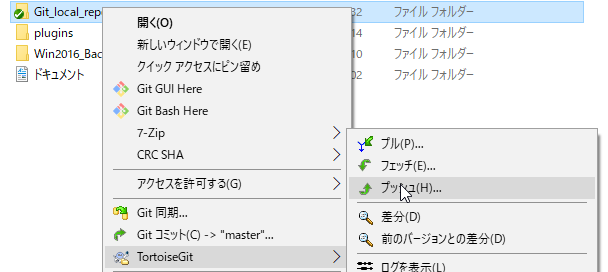 Git_local_rep
32
ファイル フォルダー
plugins
14
ファイル フォルダー
Win2016_Bac
10
ファイル フォルダー
ドキュメント
02
ファイル フォルダー
開く(O)
新しいウィンドウで開く(E)
クイック アクセスにピン留め
Git GUI Here
Git Bash Here
7-Zip
CRC SHA
アクセスを許可する(G)
Git 同期...
Git コミット(C) -> "master"...
TortoiseGit
プル(P)...
フェッチ(E)...
プッシュ(H)...
差分(D)
前のバージョンとの差分(D)
ログを表示(L)